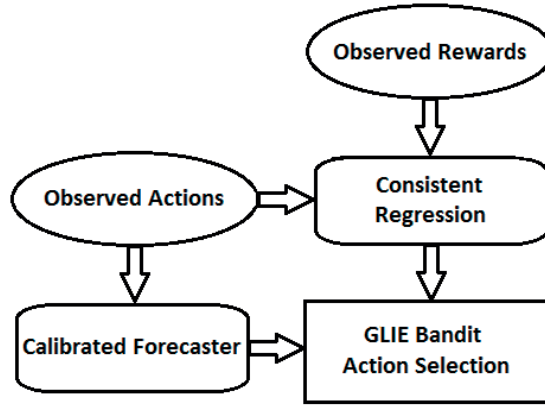 Observed Rewards
Observed Actions
Consistent
Regression
Calibrated Forecaster
GLIE Bandit
Action Selection